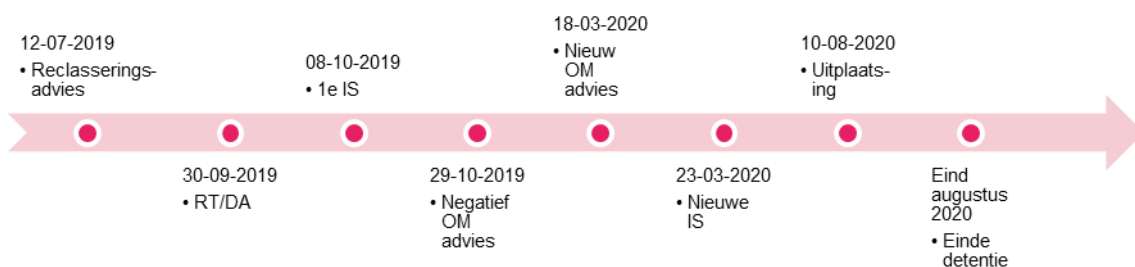 12-07-2019
• Reclasserings-
advies
30-09-2019
• RT/DA
08-10-2019
• 1e IS
29-10-2019
• Negatief
OM
advies
18-03-2020
• Nieuw
OM
advies
23-03-2020
• Nieuwe
IS
10-08-2020
• Uitplaats-
ing
Eind
augustus
2020
• Einde
detentie